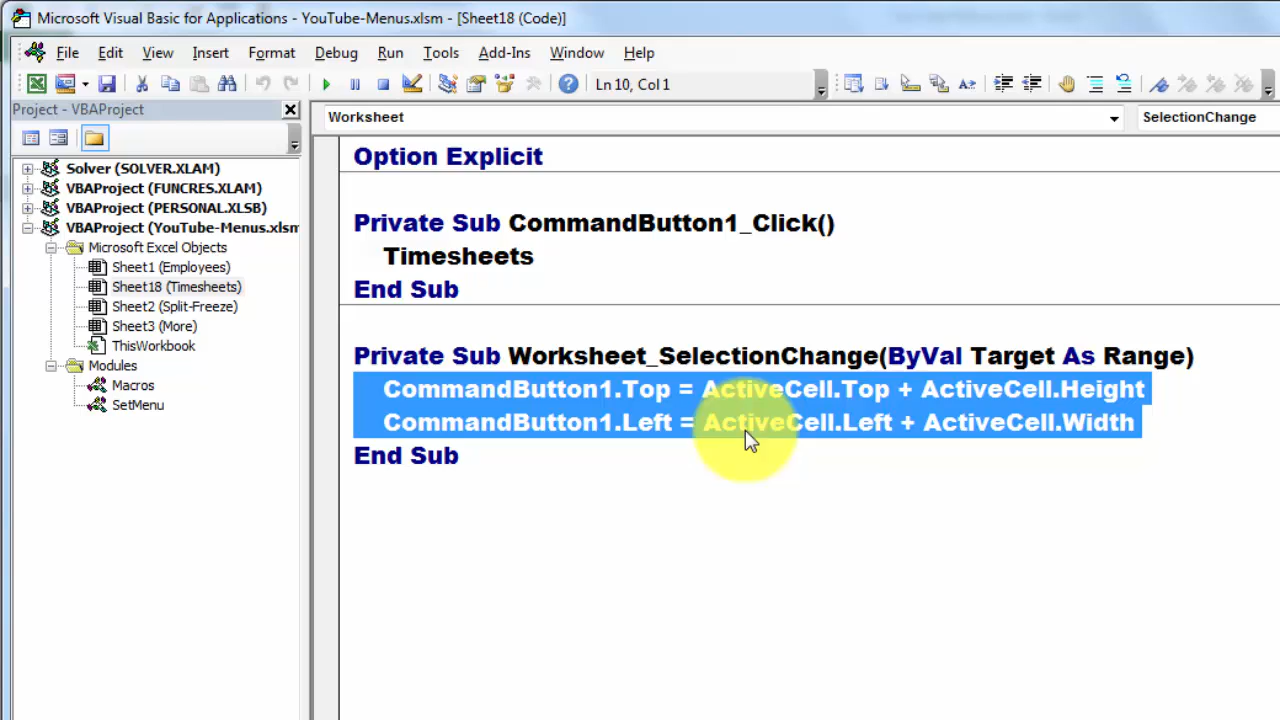 Microsoft Visual Basic for Applications - YouTube-Menus.xlsm - [Sheet18 (Code)]
File Edit View Insert Format Debug Run Tools Add-Ins Window Help
Ln 10, Col 1
Project - VBAProject
Worksheet
SelectionChange
Solver (SOLVER.XLAM)
VBAProject (FUNCRES.XLAM)
VBAProject (PERSONAL.XLSB)
VBAProject (YouTube-Menus.xlsm
Microsoft Excel Objects
Sheet1 (Employees)
Sheet18 (Timesheets)
Sheet2 (Split-Freeze)
Sheet3 (More)
ThisWorkbook
Modules
Macros
SetMenu
Option Explicit
Private Sub CommandButton1_Click()
Timesheets
End Sub
Private Sub Worksheet_SelectionChange(ByVal Target As Range)
CommandButton1.Top = ActiveCell.Top + ActiveCell.Height
CommandButton1.Left = ActiveCell.Left + ActiveCell.Width
End Sub